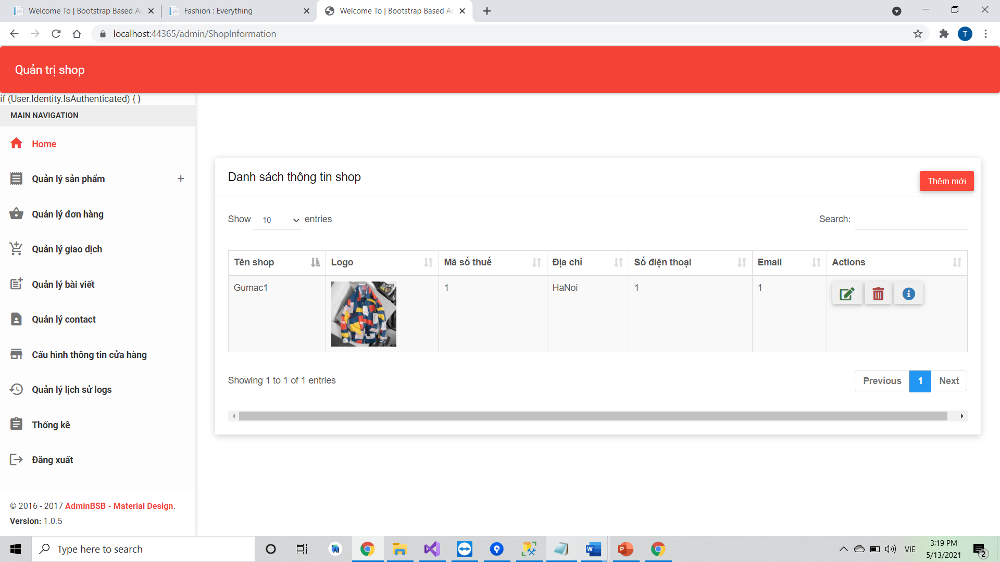 Welcome To | Bootstrap Based Ac
Fashion : Everything
Welcome To | Bootstrap Based Ac
localhost:44365/admin/ShopInformation
T
Quản trị shop
if (User.Identity.IsAuthenticated) { }
MAIN NAVIGATION
Home
Quản lý sản phẩm
Quản lý đơn hàng
Quản lý giao dịch
Quản lý bài viết
Quản lý contact
Cấu hình thông tin cửa hàng
Quản lý lịch sử logs
Thống kê
Đăng xuất
© 2016 - 2017 AdminBSB - Material Design.
Version: 1.0.5
Danh sách thông tin shop
Thêm mới
Show 10 entries
Search:
Tên shop Logo Mã số thuế Địa chỉ Số điện thoại Email Actions
Gumac1 1 HaNoi 1 1
Showing 1 to 1 of 1 entries
Previous 1 Next
Type here to search
VIE
3:19 PM
5/13/2021
2